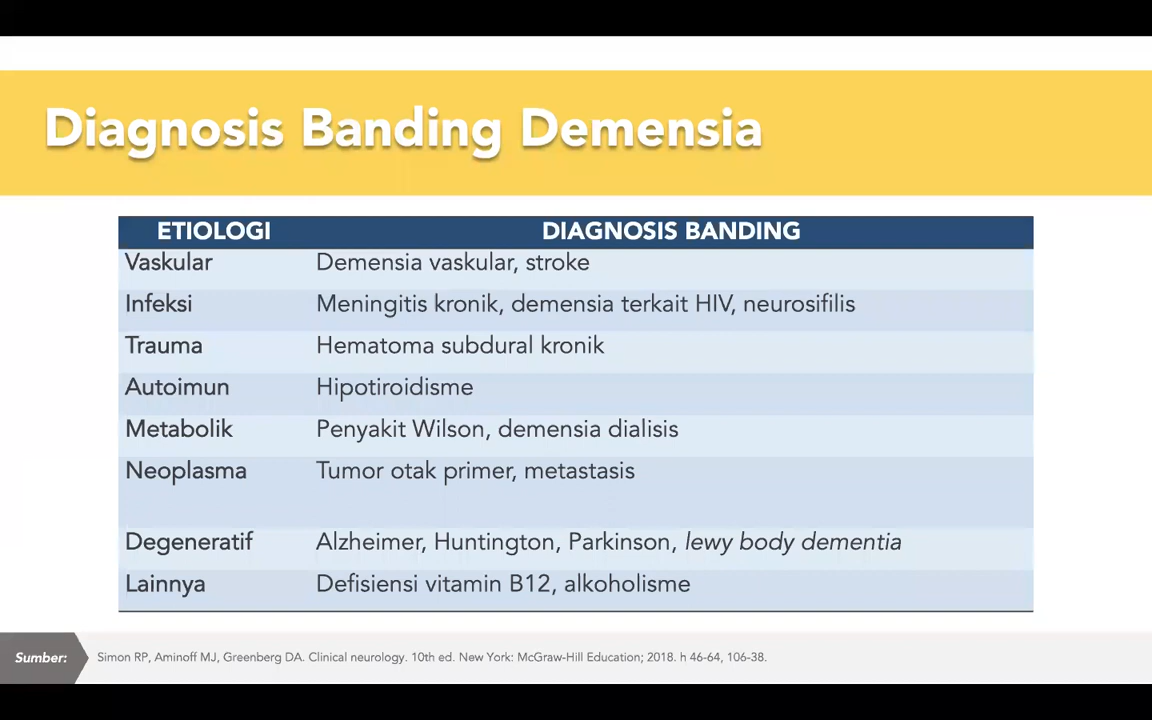 Diagnosis Banding Demensia
ETIOLOGI DIAGNOSIS BANDING
Vaskular Demensia vaskular, stroke
Infeksi Meningitis kronik, demensia terkait HIV, neurosifilis
Trauma Hematoma subdural kronik
Autoimun Hipotiroidisme
Metabolik Penyakit Wilson, demensia dialisis
Neoplasma Tumor otak primer, metastasis
Degeneratif Alzheimer, Huntington, Parkinson, lewy body dementia
Lainnya Defisiensi vitamin B12, alkoholisme
Sumber: Simon RP, Aminoff MJ, Greenberg DA. Clinical neurology. 10th ed. New York: McGraw-Hill Education; 2018. h 46-64, 106-38.